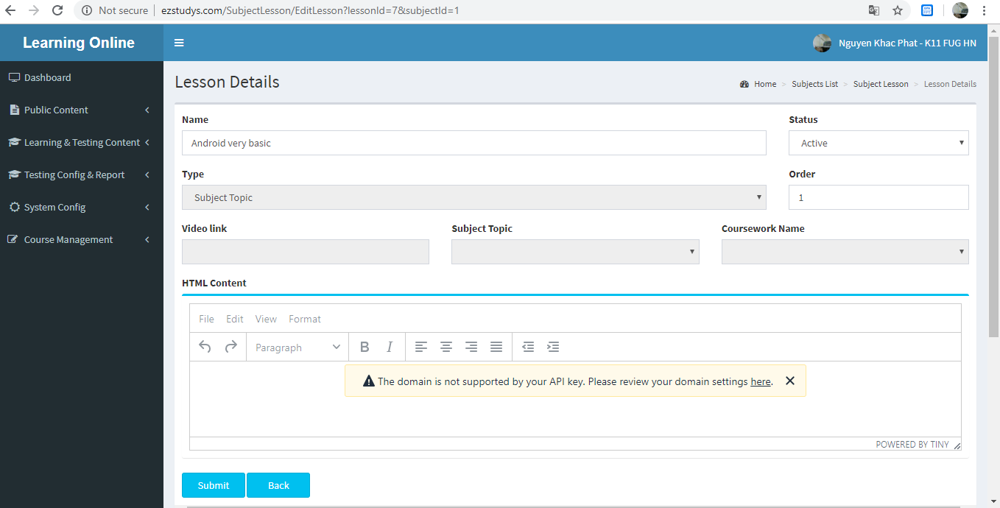 Not secure ezstudys.com/SubjectLesson/EditLesson?lessonId=7&subjectId=1
Learning Online
Nguyen Khac Phat - K11 FUG HN
Dashboard
Public Content
Learning & Testing Content
Testing Config & Report
System Config
Course Management
Lesson Details
Home > Subjects List > Subject Lesson > Lesson Details
Name Status
Android very basic Active
Type Order
Subject Topic 1
Video link Subject Topic Coursework Name
HTML Content
File Edit View Format
Paragraph B I
The domain is not supported by your API key. Please review your domain settings here.
POWERED BY TINY
Submit Back